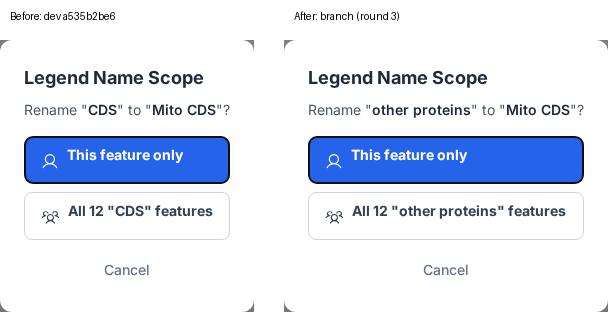 Before: dev a535b2be6
Legend Name Scope
Rename "CDS" to "Mito CDS"?
This feature only
All 12 "CDS" features
Cancel
After: branch (round 3)
Legend Name Scope
Rename "other proteins" to "Mito CDS"?
This feature only
All 12 "other proteins" features
Cancel